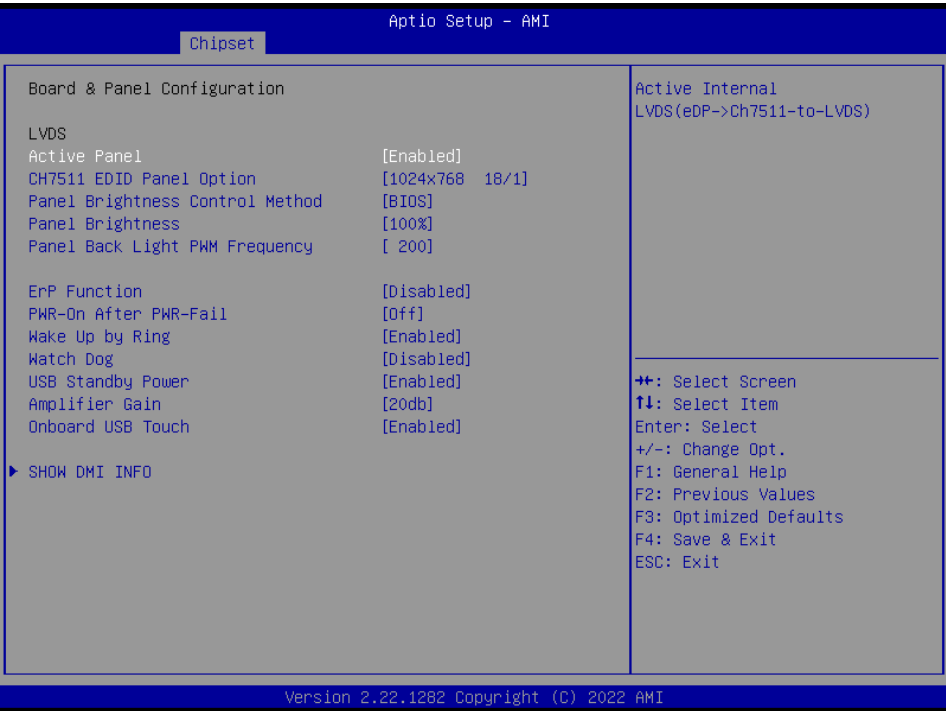 Aptio Setup – AMI
Chipset
Board & Panel Configuration
LVDS
Active Panel [Enabled]
CH7511 EDID Panel Option [1024x768  18/1]
Panel Brightness Control Method [BIOS]
Panel Brightness [100%]
Panel Back Light PWM Frequency [ 200]
ErP Function [Disabled]
PWR-On After PWR-Fail [Off]
Wake Up by Ring [Enabled]
Watch Dog [Disabled]
USB Standby Power [Enabled]
Amplifier Gain [20db]
Onboard USB Touch [Enabled]
▶ SHOW DMI INFO
Active Internal
LVDS(eDP->Ch7511-to-LVDS)
→←: Select Screen
↑↓: Select Item
Enter: Select
+/-: Change Opt.
F1: General Help
F2: Previous Values
F3: Optimized Defaults
F4: Save & Exit
ESC: Exit
Version 2.22.1282 Copyright (C) 2022 AMI